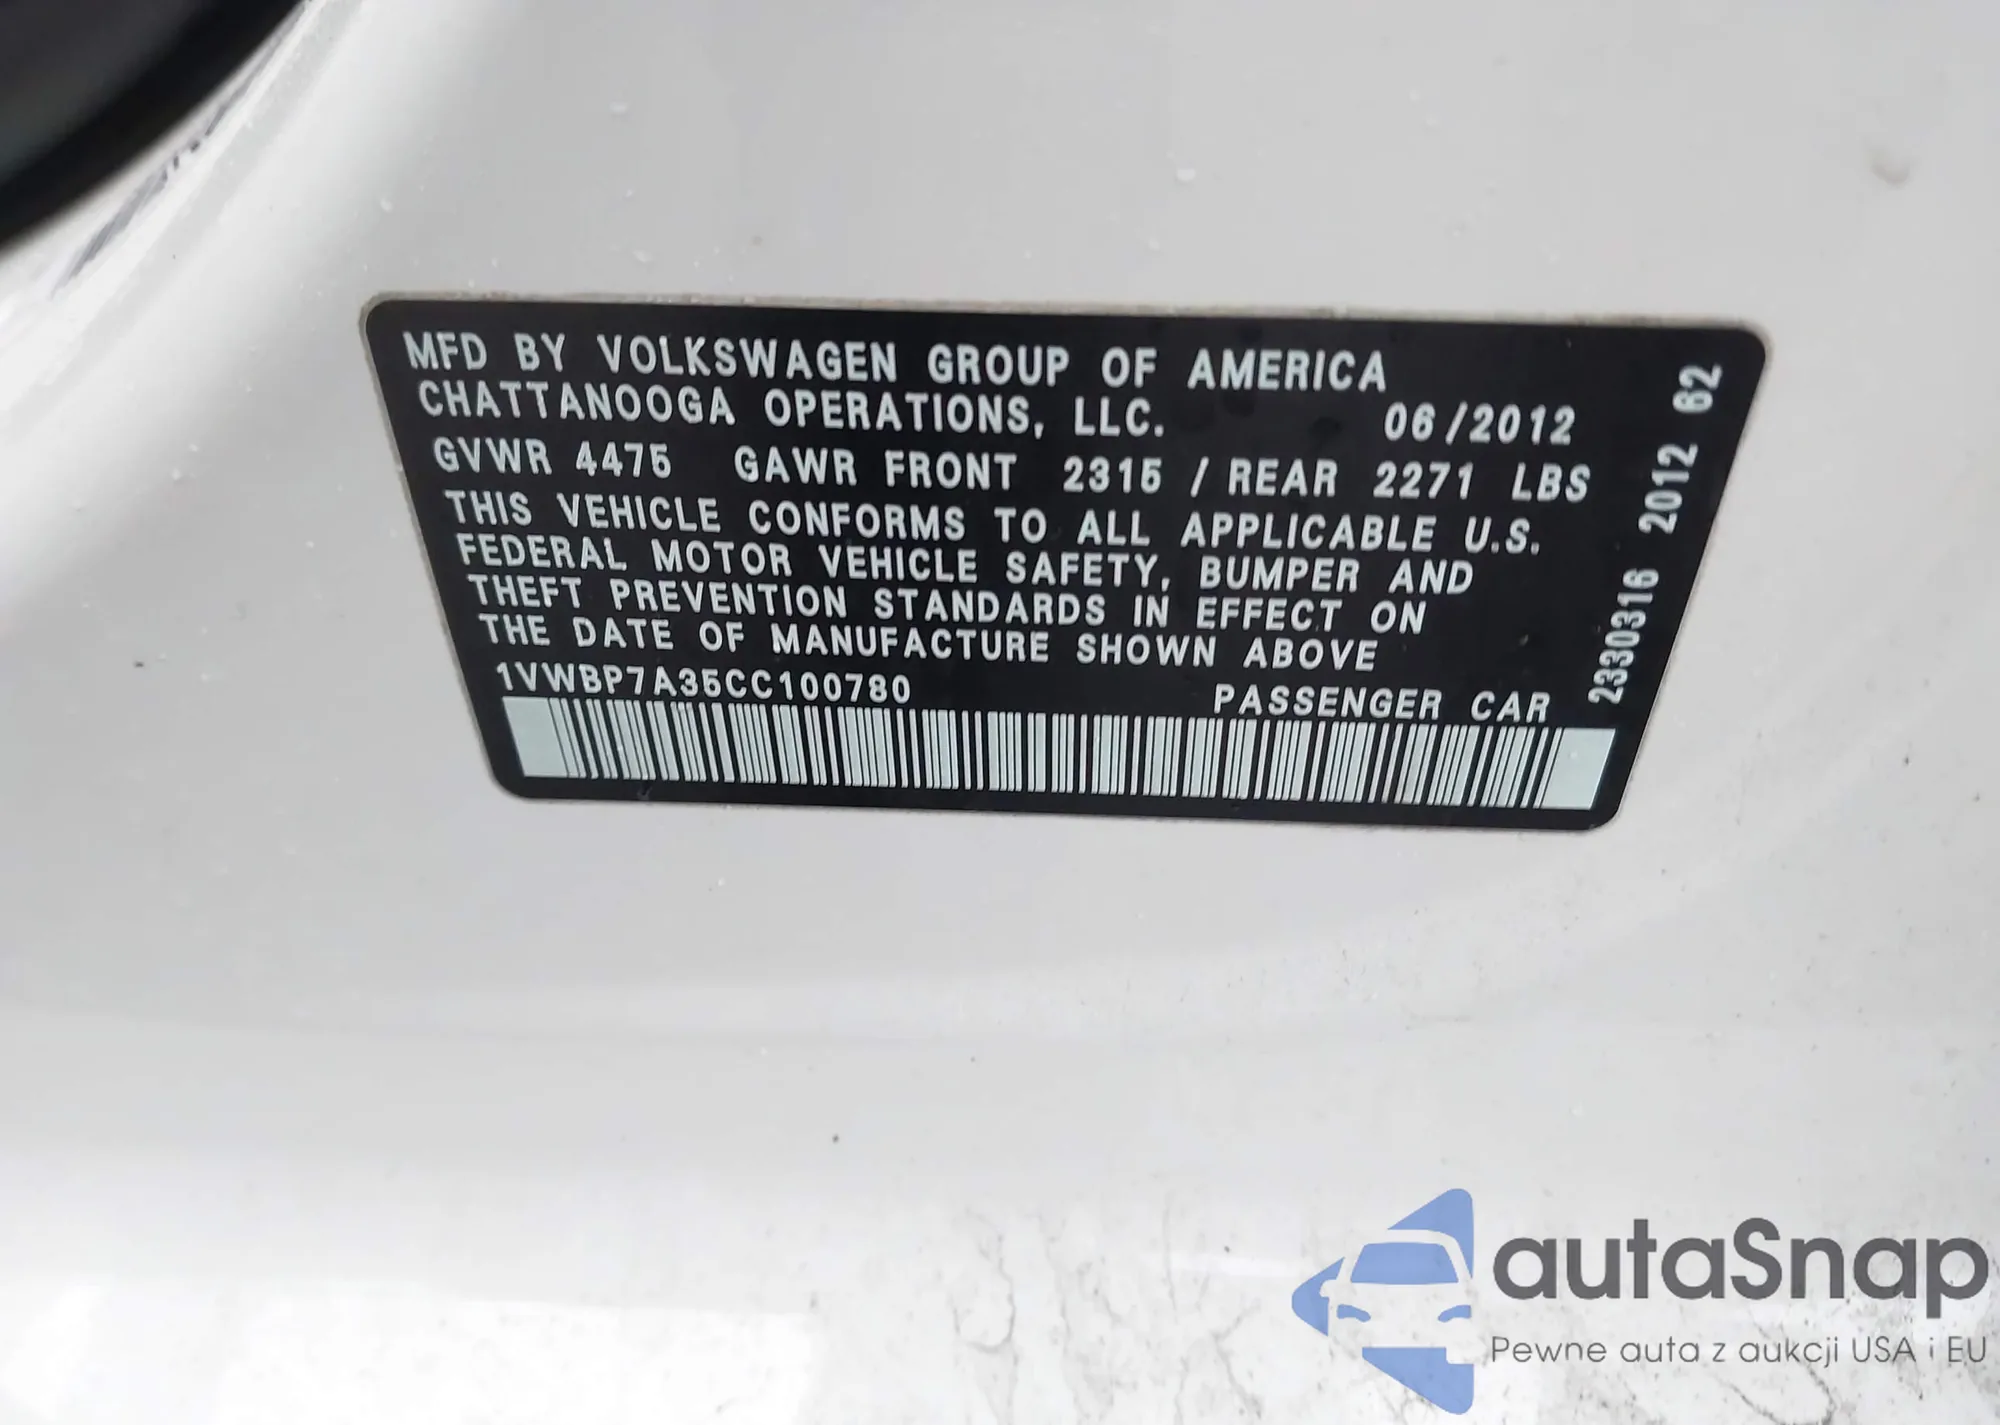 MFD BY VOLKSWAGEN GROUP OF AMERICA
CHATTANOOGA OPERATIONS, LLC. 06/2012
GVWR 4475 GAWR FRONT 2315 / REAR 2271 LBS
THIS VEHICLE CONFORMS TO ALL APPLICABLE U.S.
FEDERAL MOTOR VEHICLE SAFETY, BUMPER AND
THEFT PREVENTION STANDARDS IN EFFECT ON
THE DATE OF MANUFACTURE SHOWN ABOVE
1VWBP7A35CC100780 PASSENGER CAR
2330316 2012 62
autaSnap
Pewne auta z aukcji USA i EU